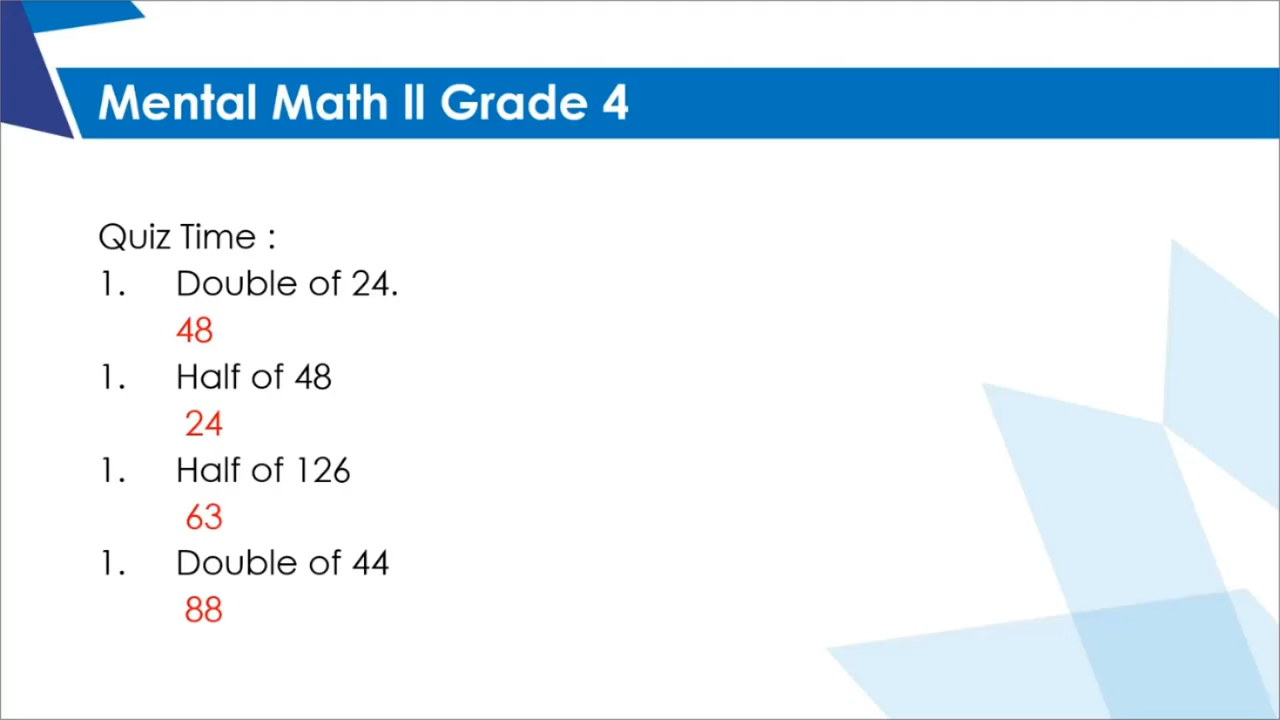 Mental Math ll Grade 4
Quiz Time :
1. Double of 24.
48
1. Half of 48
24
1. Half of 126
63
1. Double of 44
88